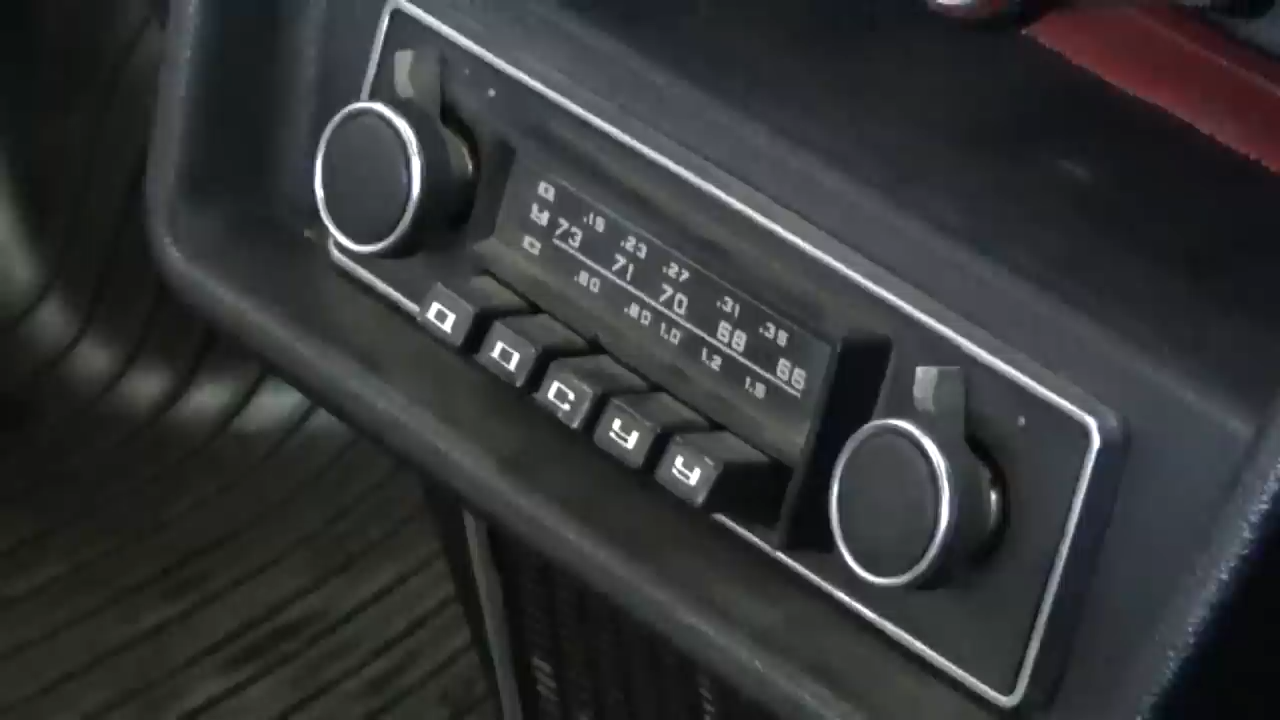 Д .15 .23 .27 .31 .35
У 73 71 70 68 66
С .60 .80 1.0 1.2 1.5
Д Д С У У